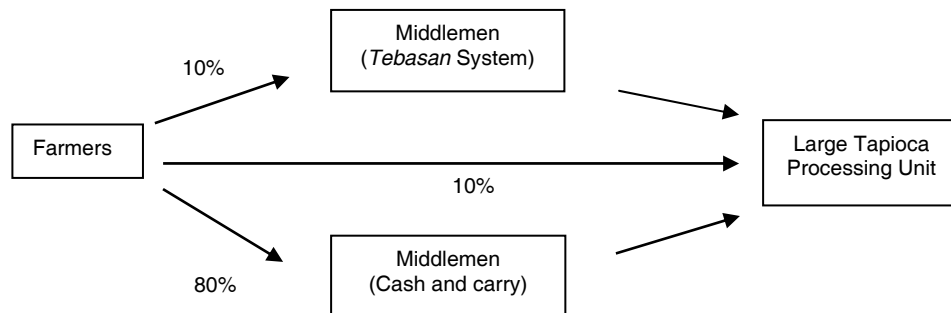 Middlemen
(Tebasan System)
10%
Farmers
Large Tapioca
Processing Unit
10%
Middlemen
(Cash and carry)
80%